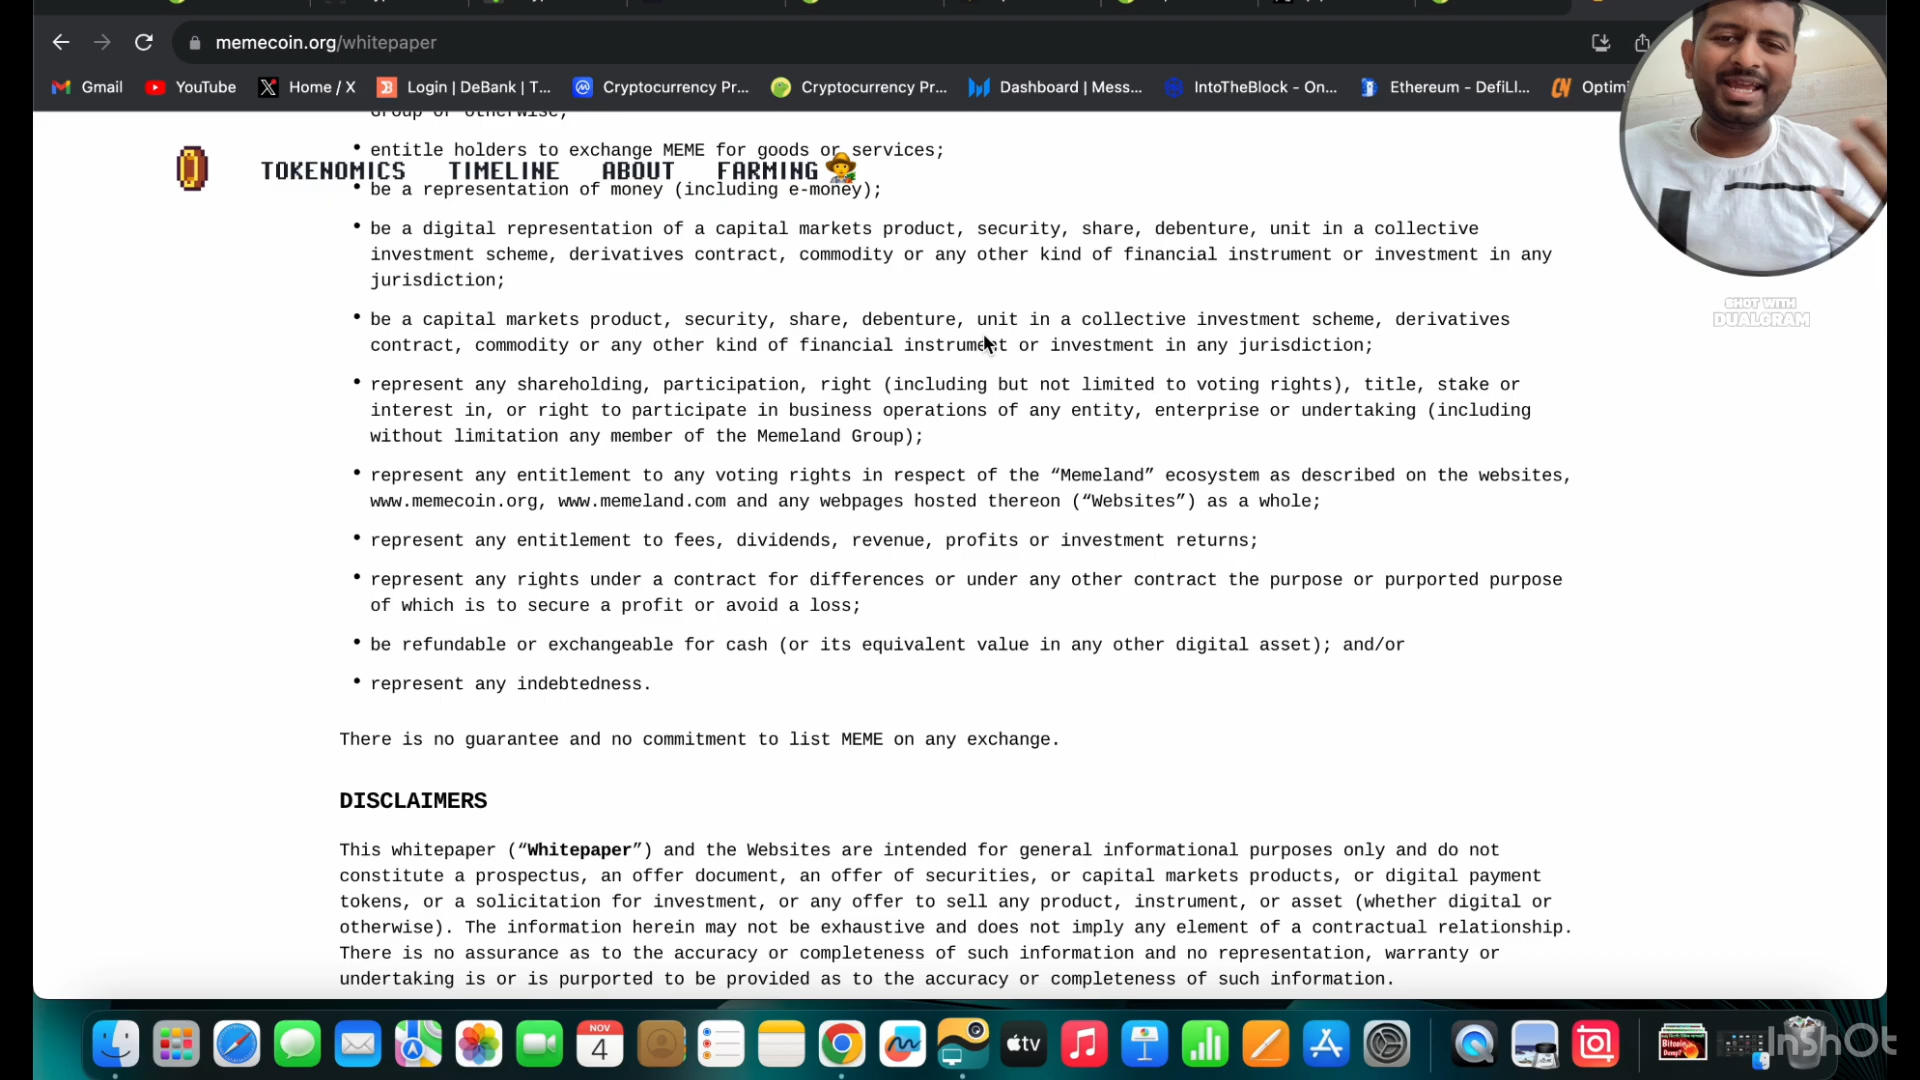 memecoin.org/whitepaper
Gmail
YouTube
Home / X
Login | DeBank | T...
Cryptocurrency Pr...
Cryptocurrency Pr...
Dashboard | Mess...
IntoTheBlock - On...
Ethereum - DefiLl...
Optimi
Group or otherwise;
• entitle holders to exchange MEME for goods or services;
TOKENOMICS TIMELINE ABOUT FARMING
• be a representation of money (including e-money);
• be a digital representation of a capital markets product, security, share, debenture, unit in a collective
investment scheme, derivatives contract, commodity or any other kind of financial instrument or investment in any
jurisdiction;
• be a capital markets product, security, share, debenture, unit in a collective investment scheme, derivatives
contract, commodity or any other kind of financial instrument or investment in any jurisdiction;
• represent any shareholding, participation, right (including but not limited to voting rights), title, stake or
interest in, or right to participate in business operations of any entity, enterprise or undertaking (including
without limitation any member of the Memeland Group);
• represent any entitlement to any voting rights in respect of the “Memeland” ecosystem as described on the websites,
www.memecoin.org, www.memeland.com and any webpages hosted thereon (“Websites”) as a whole;
• represent any entitlement to fees, dividends, revenue, profits or investment returns;
• represent any rights under a contract for differences or under any other contract the purpose or purported purpose
of which is to secure a profit or avoid a loss;
• be refundable or exchangeable for cash (or its equivalent value in any other digital asset); and/or
• represent any indebtedness.
There is no guarantee and no commitment to list MEME on any exchange.
DISCLAIMERS
This whitepaper (“Whitepaper”) and the Websites are intended for general informational purposes only and do not
constitute a prospectus, an offer document, an offer of securities, or capital markets products, or digital payment
tokens, or a solicitation for investment, or any offer to sell any product, instrument, or asset (whether digital or
otherwise). The information herein may not be exhaustive and does not imply any element of a contractual relationship.
There is no assurance as to the accuracy or completeness of such information and no representation, warranty or
undertaking is or is purported to be provided as to the accuracy or completeness of such information.
SHOT WITH
DUALGRAM
NOV
4
tv
Bitcoin
Dump?
InShOt